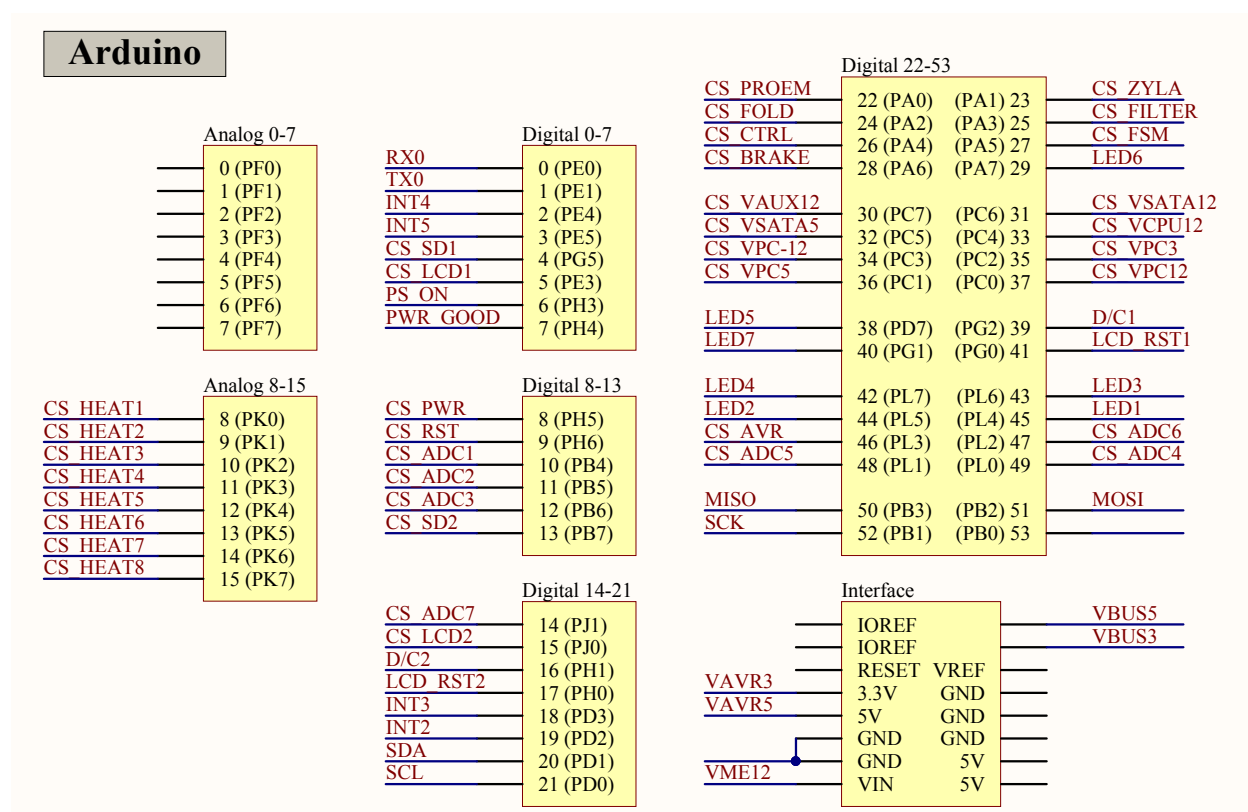 Arduino
Analog 0-7
0 (PF0)
1 (PF1)
2 (PF2)
3 (PF3)
4 (PF4)
5 (PF5)
6 (PF6)
7 (PF7)
Analog 8-15
CS_HEAT1 8 (PK0)
CS_HEAT2 9 (PK1)
CS_HEAT3 10 (PK2)
CS_HEAT4 11 (PK3)
CS_HEAT5 12 (PK4)
CS_HEAT6 13 (PK5)
CS_HEAT7 14 (PK6)
CS_HEAT8 15 (PK7)
Digital 0-7
RX0 0 (PE0)
TX0 1 (PE1)
INT4 2 (PE4)
INT5 3 (PE5)
CS_SD1 4 (PG5)
CS_LCD1 5 (PE3)
PS_ON 6 (PH3)
PWR_GOOD 7 (PH4)
Digital 8-13
CS_PWR 8 (PH5)
CS_RST 9 (PH6)
CS_ADC1 10 (PB4)
CS_ADC2 11 (PB5)
CS_ADC3 12 (PB6)
CS_SD2 13 (PB7)
Digital 14-21
CS_ADC7 14 (PJ1)
CS_LCD2 15 (PJ0)
D/C2 16 (PH1)
LCD_RST2 17 (PH0)
INT3 18 (PD3)
INT2 19 (PD2)
SDA 20 (PD1)
SCL 21 (PD0)
Digital 22-53
CS_PROEM 22 (PA0) (PA1) 23 CS_ZYLA
CS_FOLD 24 (PA2) (PA3) 25 CS_FILTER
CS_CTRL 26 (PA4) (PA5) 27 CS_FSM
CS_BRAKE 28 (PA6) (PA7) 29 LED6
CS_VAUX12 30 (PC7) (PC6) 31 CS_VSATA12
CS_VSATA5 32 (PC5) (PC4) 33 CS_VCPU12
CS_VPC-12 34 (PC3) (PC2) 35 CS_VPC3
CS_VPC5 36 (PC1) (PC0) 37 CS_VPC12
LED5 38 (PD7) (PG2) 39 D/C1
LED7 40 (PG1) (PG0) 41 LCD_RST1
LED4 42 (PL7) (PL6) 43 LED3
LED2 44 (PL5) (PL4) 45 LED1
CS_AVR 46 (PL3) (PL2) 47 CS_ADC6
CS_ADC5 48 (PL1) (PL0) 49 CS_ADC4
MISO 50 (PB3) (PB2) 51 MOSI
SCK 52 (PB1) (PB0) 53
Interface
IOREF VBUS5
IOREF VBUS3
RESET VREF
VAVR3 3.3V GND
VAVR5 5V GND
GND GND
GND 5V
VME12 VIN 5V